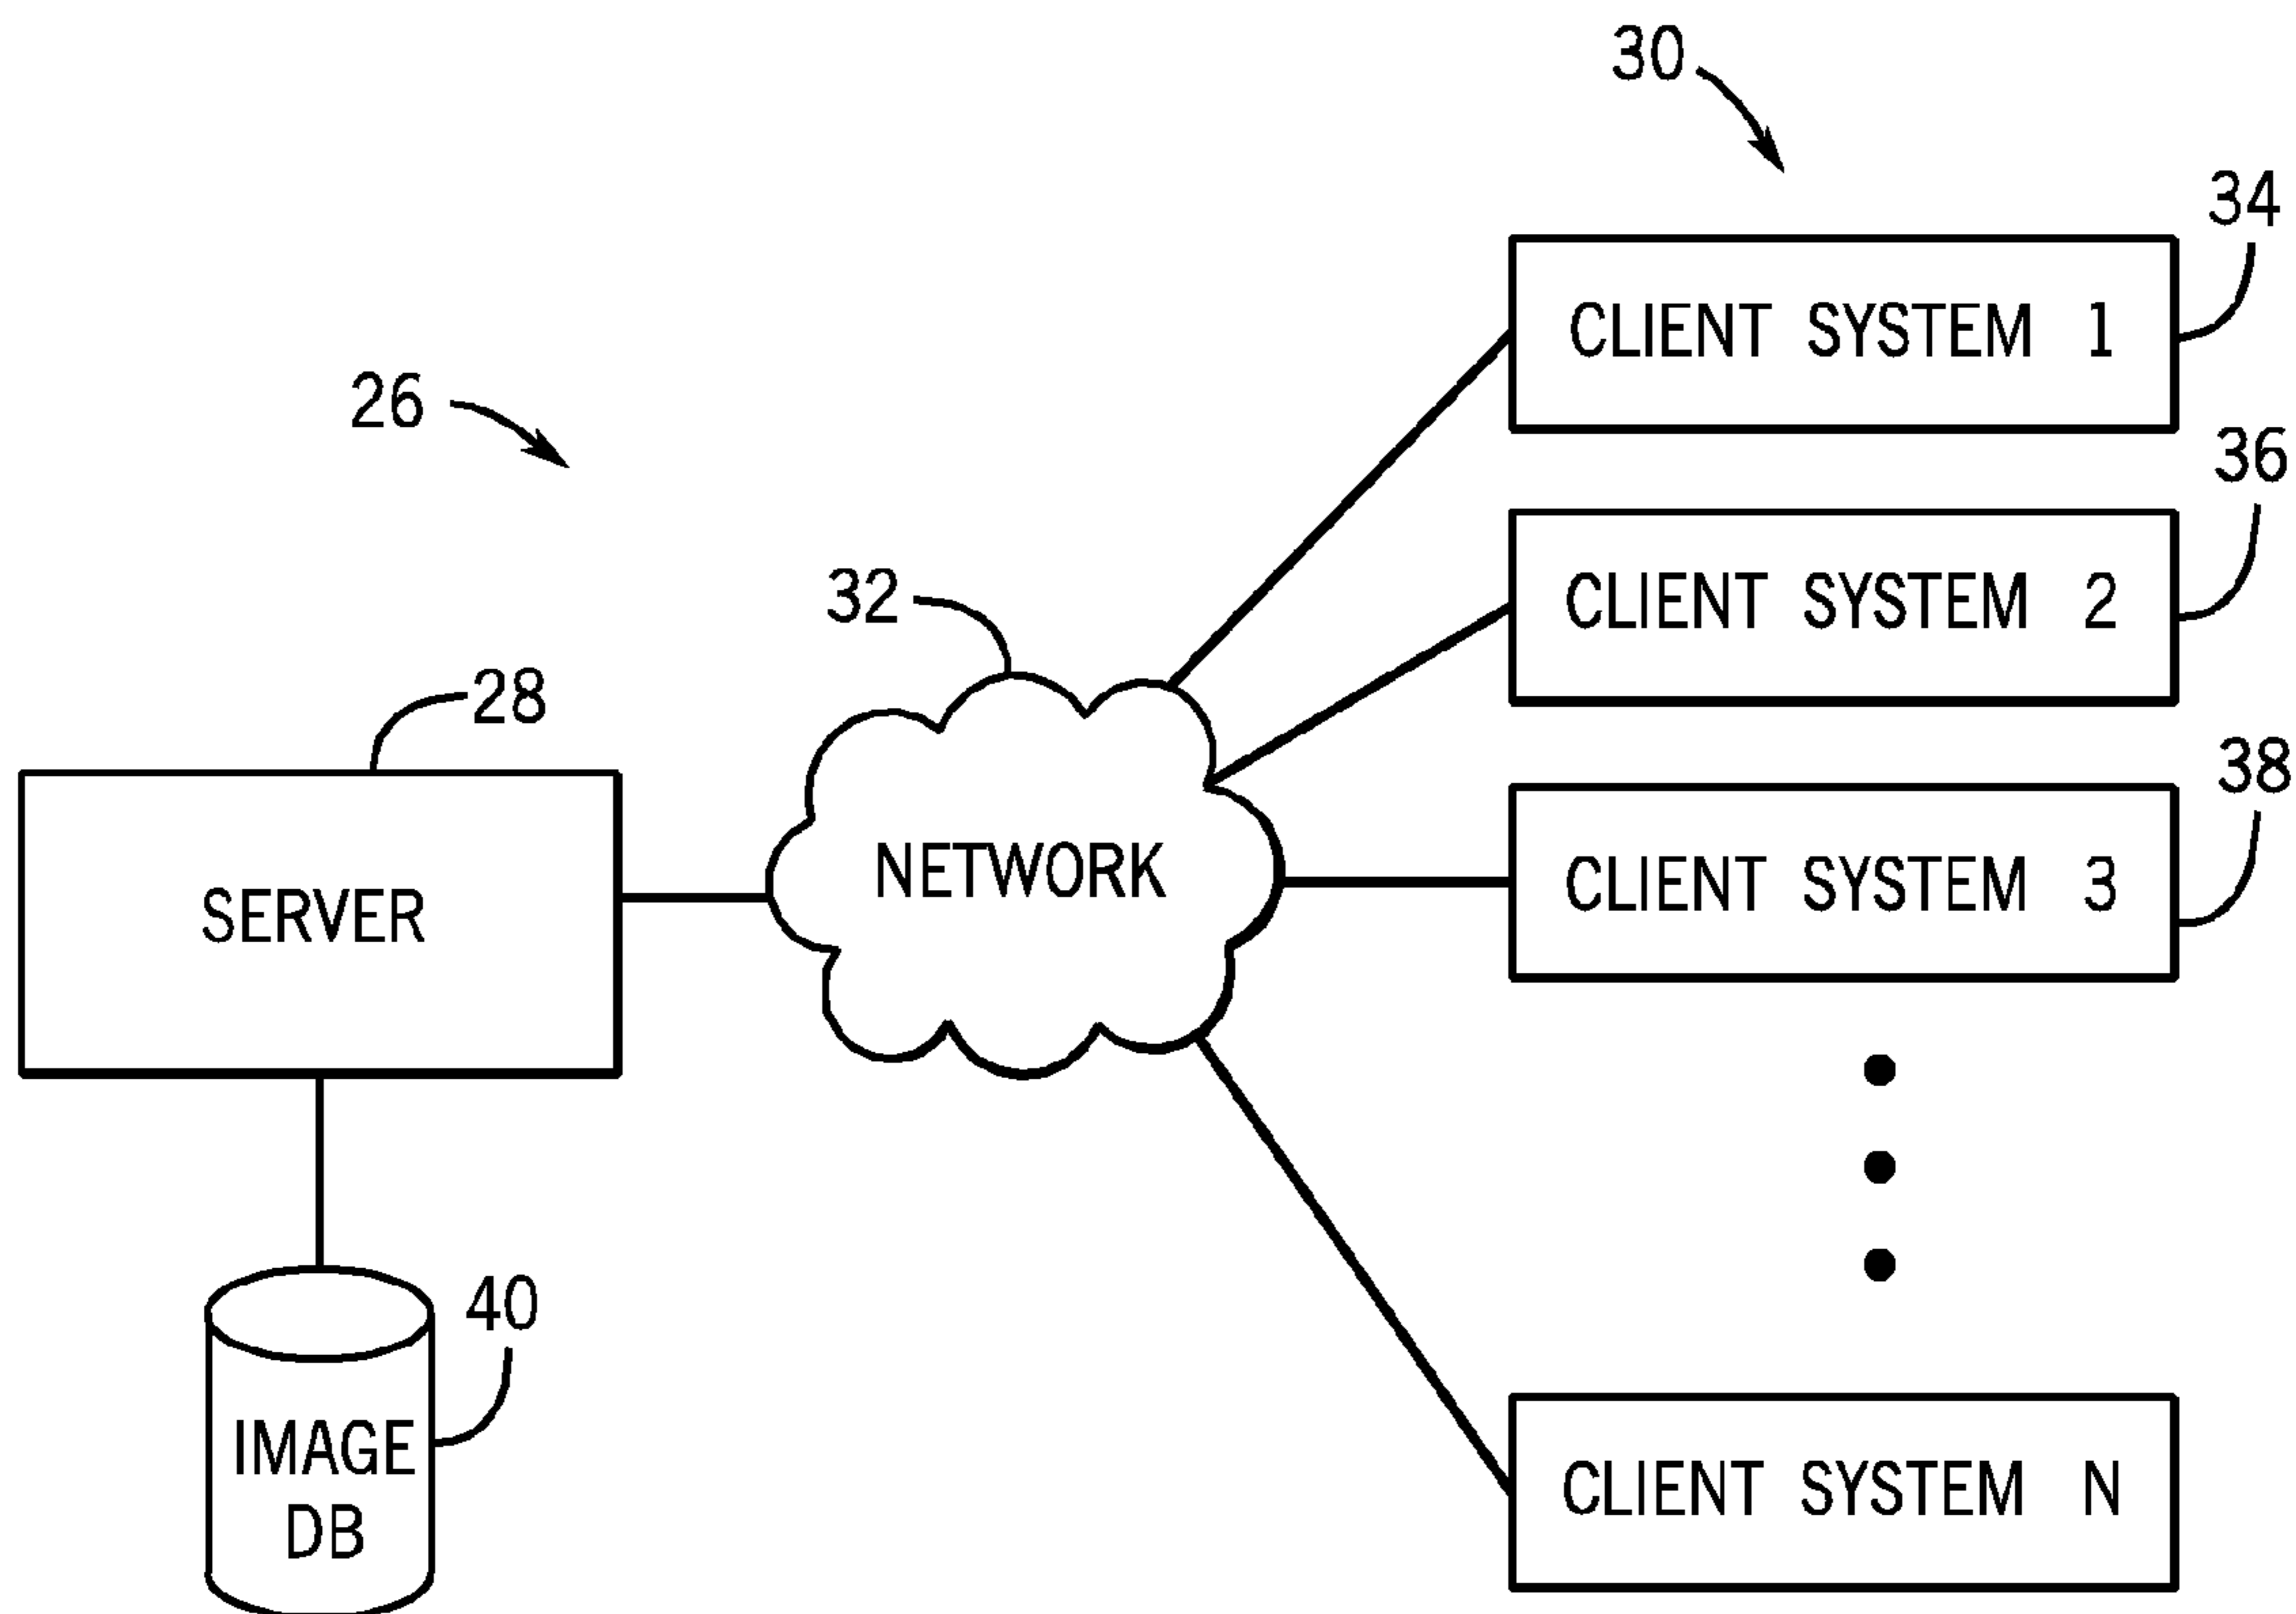 30
34
CLIENT SYSTEM 1
26
36
CLIENT SYSTEM 2
32
28
38
NETWORK
CLIENT SYSTEM 3
SERVER
40
IMAGE
DB
CLIENT SYSTEM N